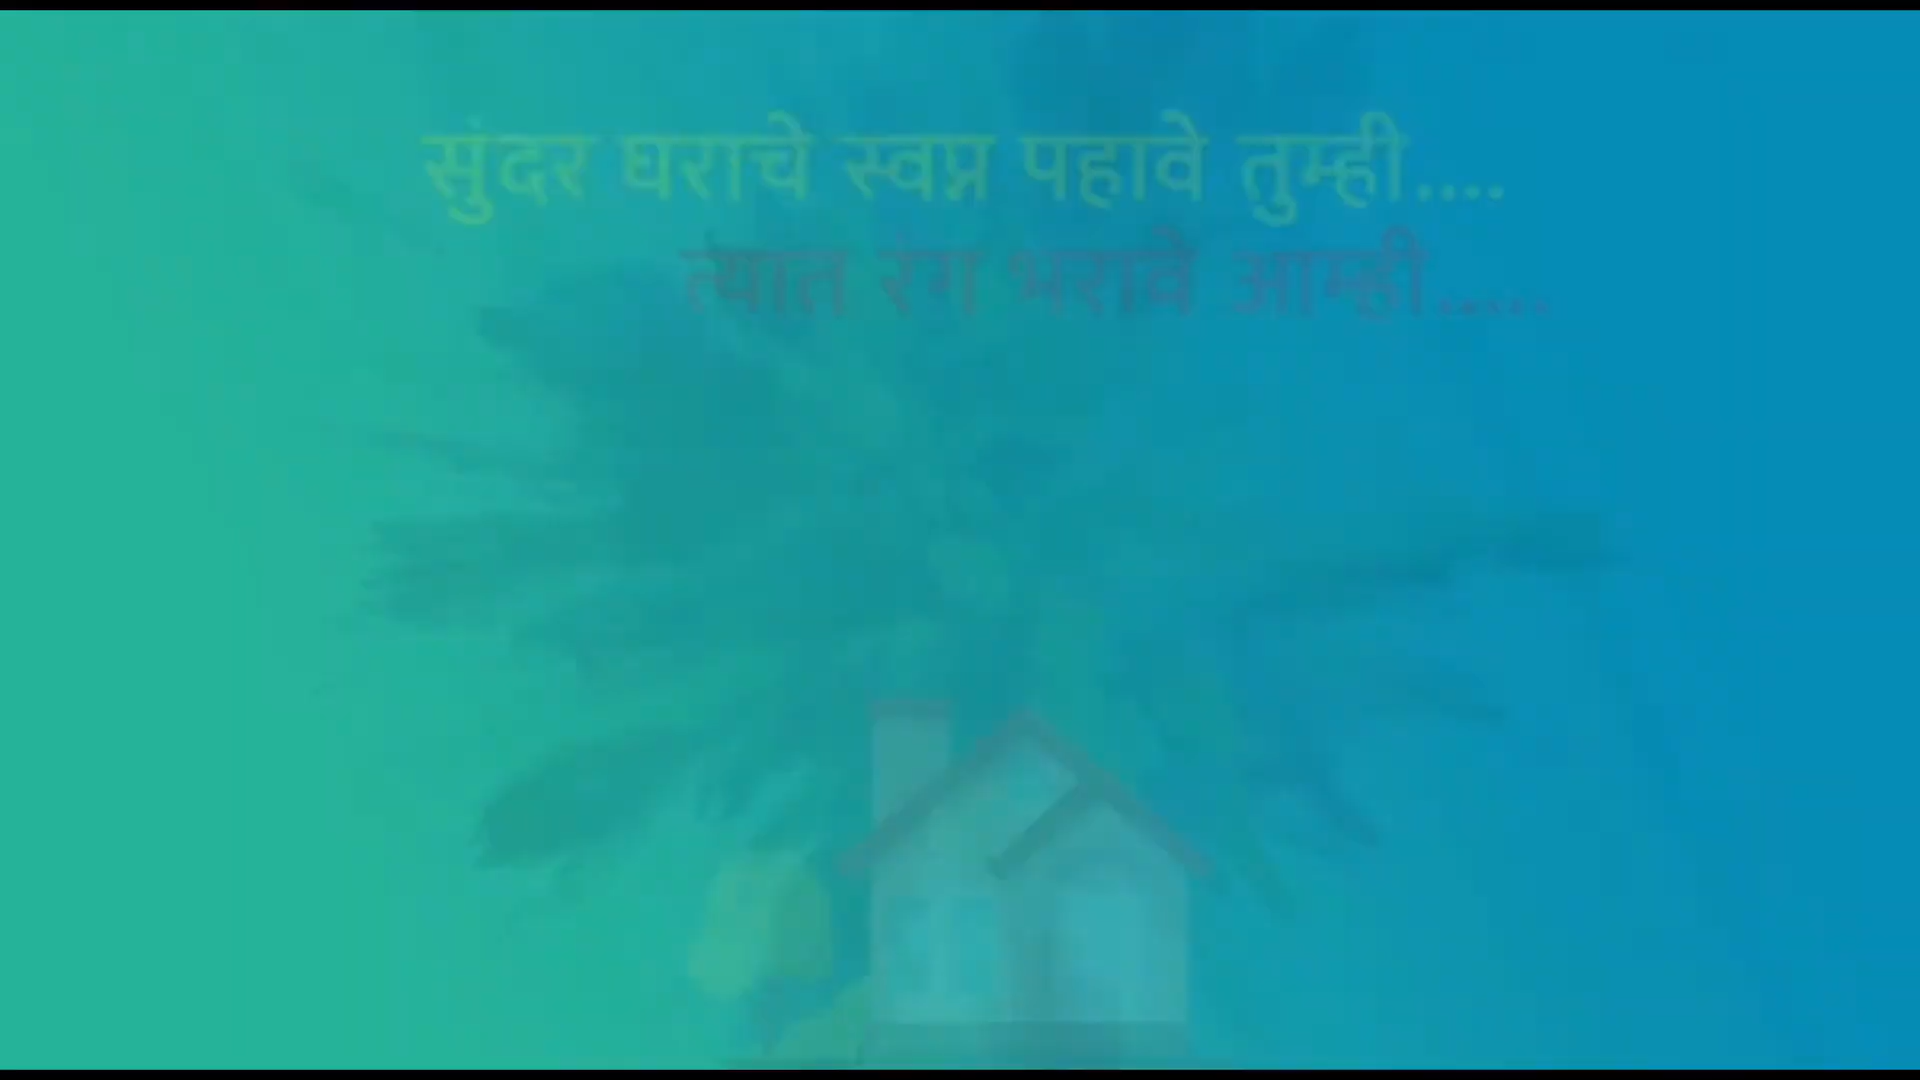 सुंदर घराचे स्वप्न पहावे तुम्ही....
त्यात रंग भरावे आम्ही......